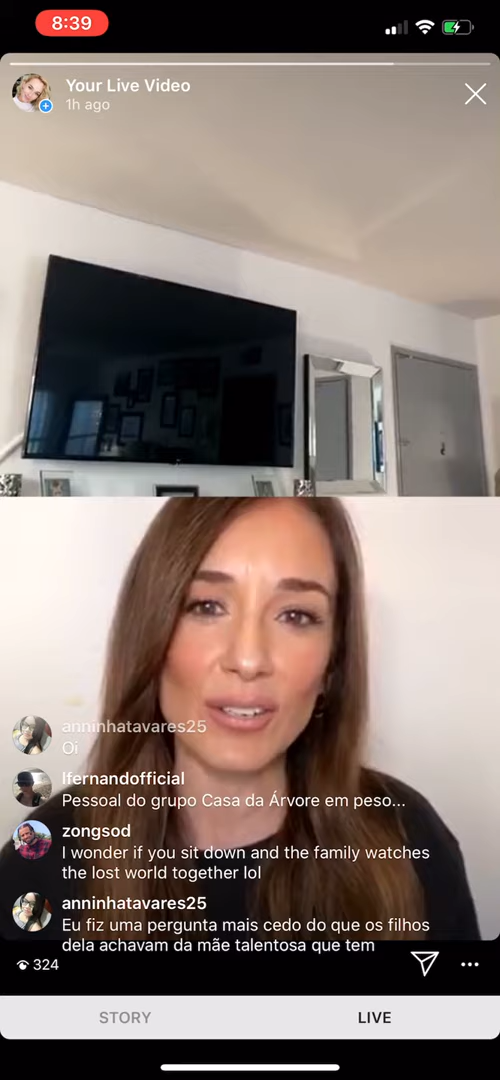 8:39
Your Live Video
1h ago
anninhatavares25
Oi
lfernandofficial
Pessoal do grupo Casa da Árvore em peso...
zongsod
I wonder if you sit down and the family watches
the lost world together lol
anninhatavares25
Eu fiz uma pergunta mais cedo do que os filhos
dela achavam da mãe talentosa que tem
324
STORY
LIVE